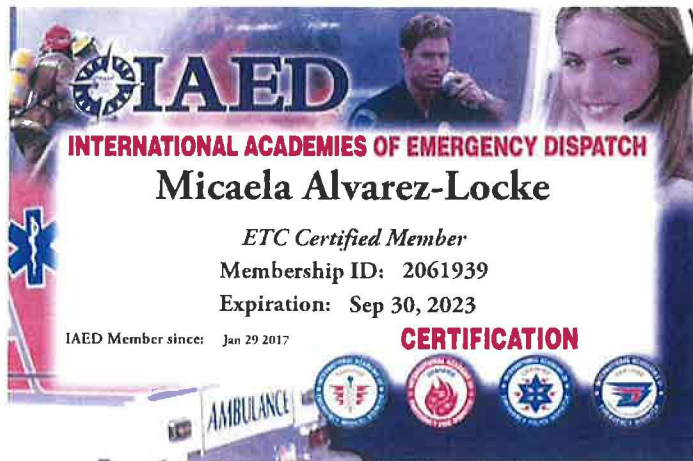 IAED
INTERNATIONAL ACADEMIES OF EMERGENCY DISPATCH
Micaela Alvarez-Locke
ETC Certified Member
Membership ID: 2061939
Expiration: Sep 30, 2023
IAED Member since: Jan 29 2017
CERTIFICATION
AMBULANCE